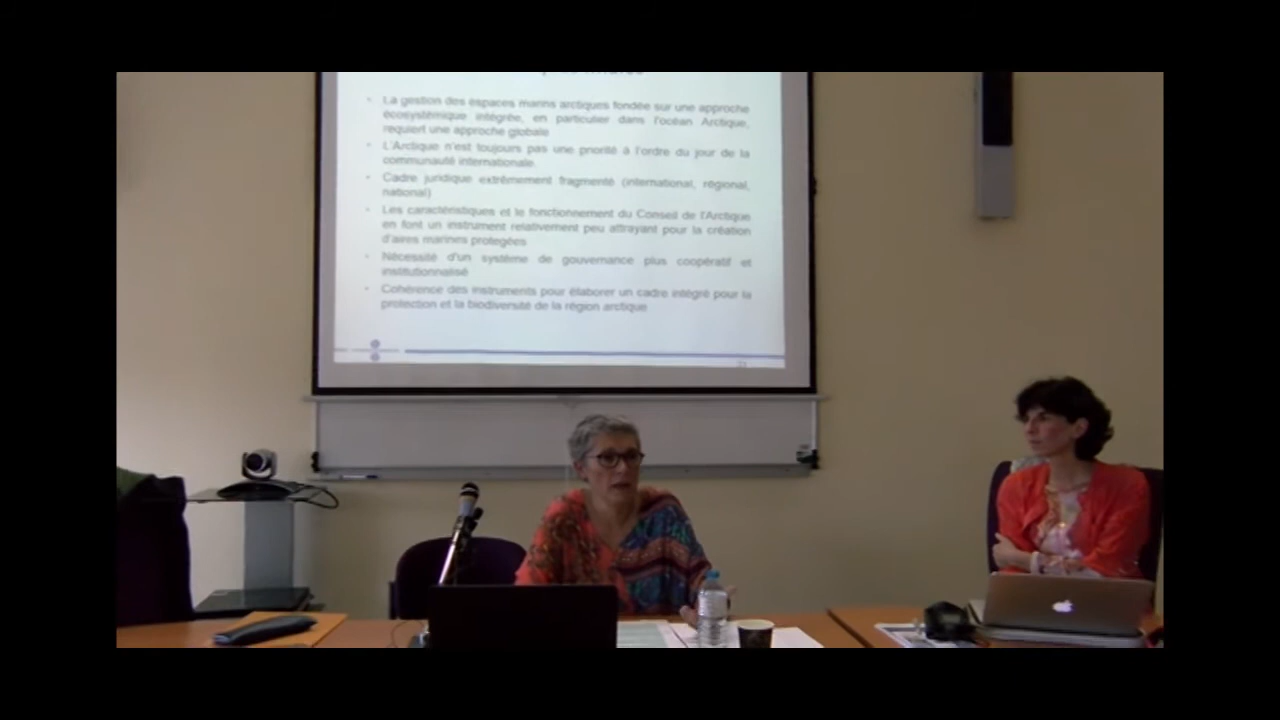 La gestion des espaces marins arctiques fondée sur une approche
écosystémique intégrée, en particulier dans l'océan Arctique,
requiert une approche globale
L'Arctique n'est toujours pas une priorité à l'ordre du jour de la
communauté internationale.
Cadre juridique extrêmement fragmenté (international, régional,
national)
Les caractéristiques et le fonctionnement du Conseil de l'Arctique
en font un instrument relativement peu attrayant pour la création
d'aires marines protégées
Nécessité d'un système de gouvernance plus coopératif et
institutionnalisé
Cohérence des instruments pour élaborer un cadre intégré pour la
protection et la biodiversité de la région arctique